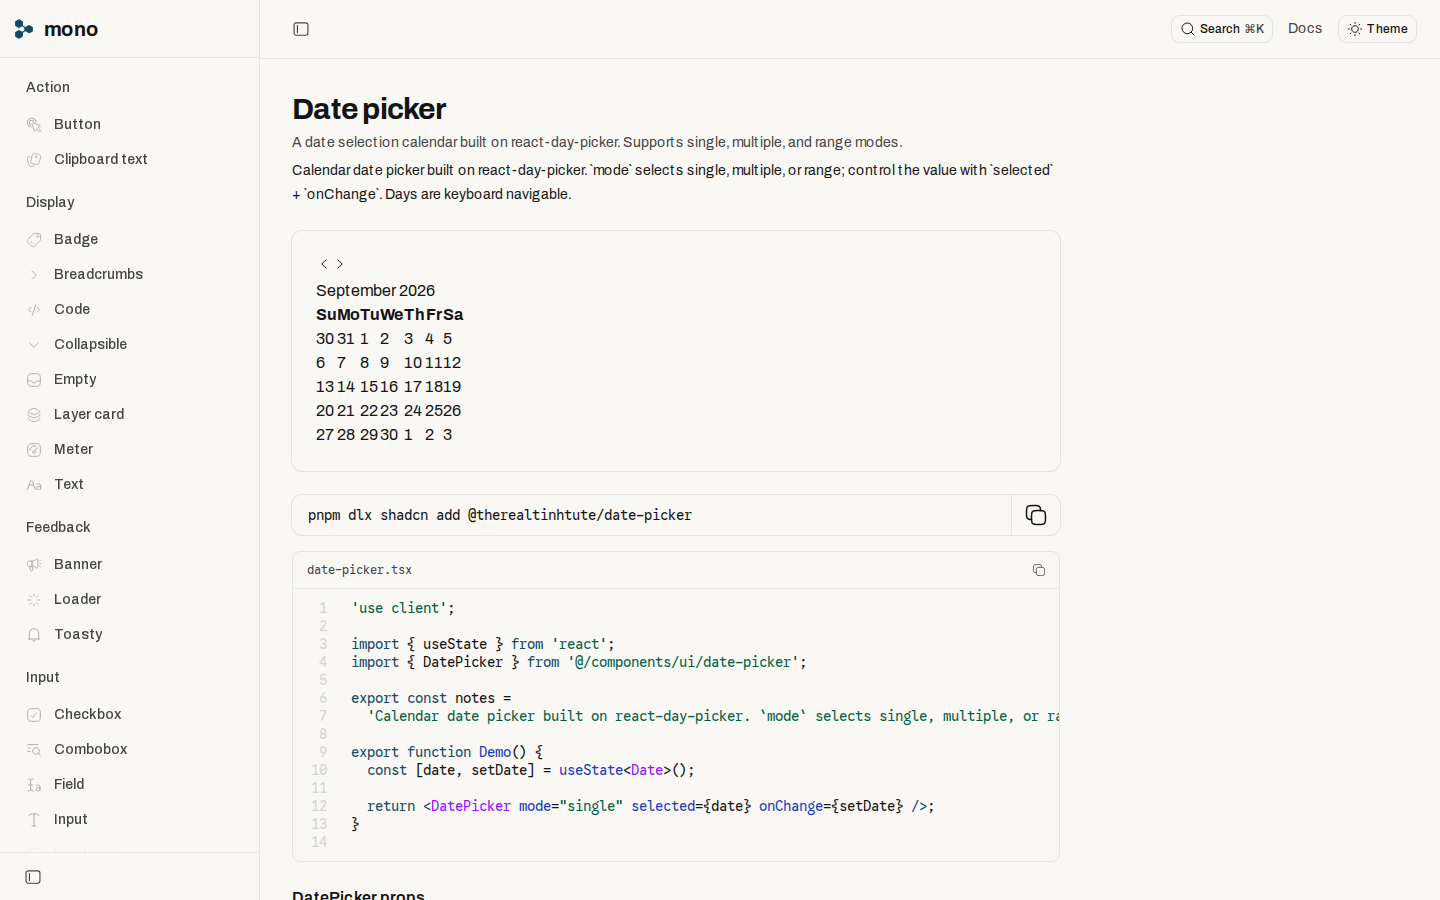 mono
Search ⌘K
Docs
Theme
Action
Button
Clipboard text
Display
Badge
Breadcrumbs
Code
Collapsible
Empty
Layer card
Meter
Text
Feedback
Banner
Loader
Toasty
Input
Checkbox
Combobox
Field
Input
Date picker
A date selection calendar built on react-day-picker. Supports single, multiple, and range modes.
Calendar date picker built on react-day-picker. `mode` selects single, multiple, or range; control the value with `selected`
+ `onChange`. Days are keyboard navigable.
September 2026
Su Mo Tu We Th Fr Sa
30 31 1 2 3 4 5
6 7 8 9 10 11 12
13 14 15 16 17 18 19
20 21 22 23 24 25 26
27 28 29 30 1 2 3
pnpm dlx shadcn add @therealtinhtute/date-picker
date-picker.tsx
1 'use client';
2
3 import { useState } from 'react';
4 import { DatePicker } from '@/components/ui/date-picker';
5
6 export const notes =
7 'Calendar date picker built on react-day-picker. `mode` selects single, multiple, or ra
8
9 export function Demo() {
10 const [date, setDate] = useState<Date>();
11
12 return <DatePicker mode="single" selected={date} onChange={setDate} />;
13 }
14
DatePicker props